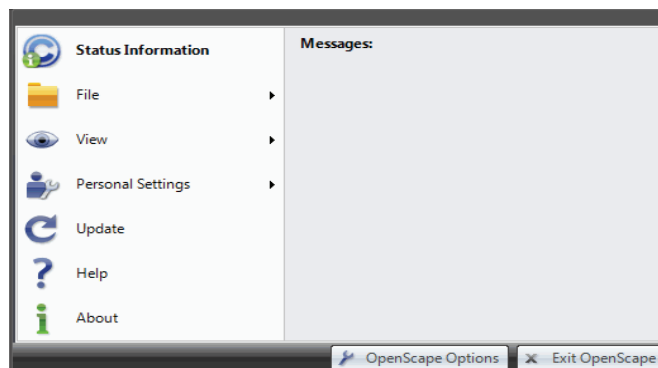 Status Information
File
View
Personal Settings
Update
Help
About
Messages:
OpenScape Options
Exit OpenScape